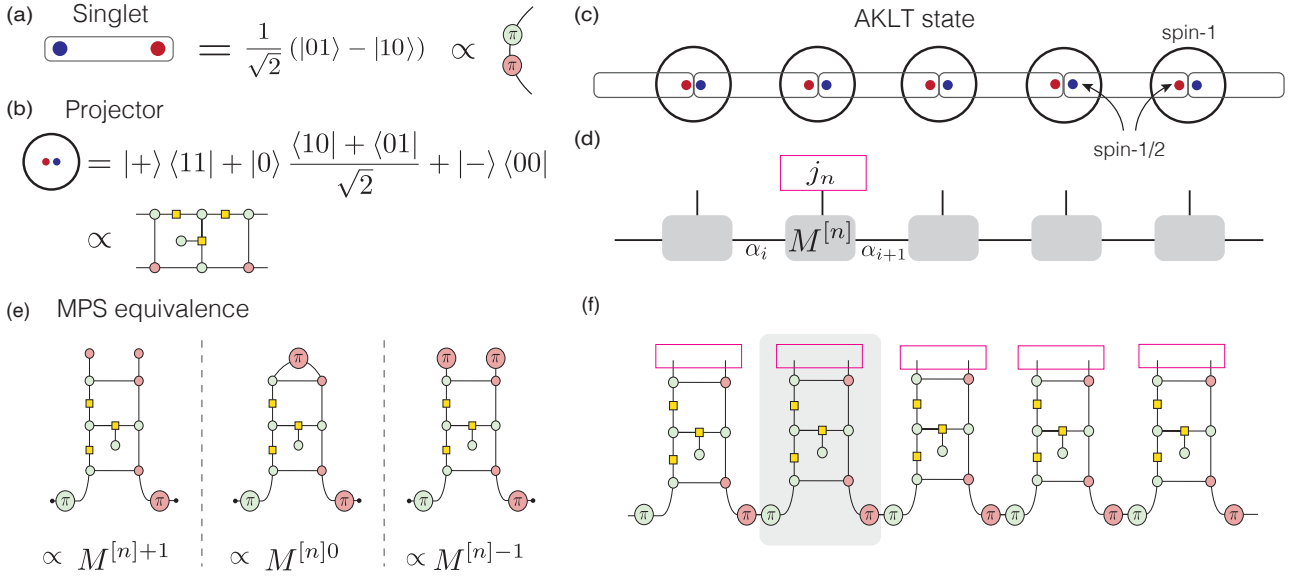 (a) Singlet
= 1/√2 (|01⟩ − |10⟩) ∝
π
π
(b) Projector
= |+⟩ ⟨11| + |0⟩ (⟨10| + ⟨01|)/√2 + |−⟩ ⟨00|
∝
(c) AKLT state
spin-1
spin-1/2
(d)
j_n
M^{[n]}
α_i α_{i+1}
(e) MPS equivalence
π
π π
π π π π π π
∝ M^{[n]+1} ∝ M^{[n]0} ∝ M^{[n]−1}
(f)
π π π π π π π π π π